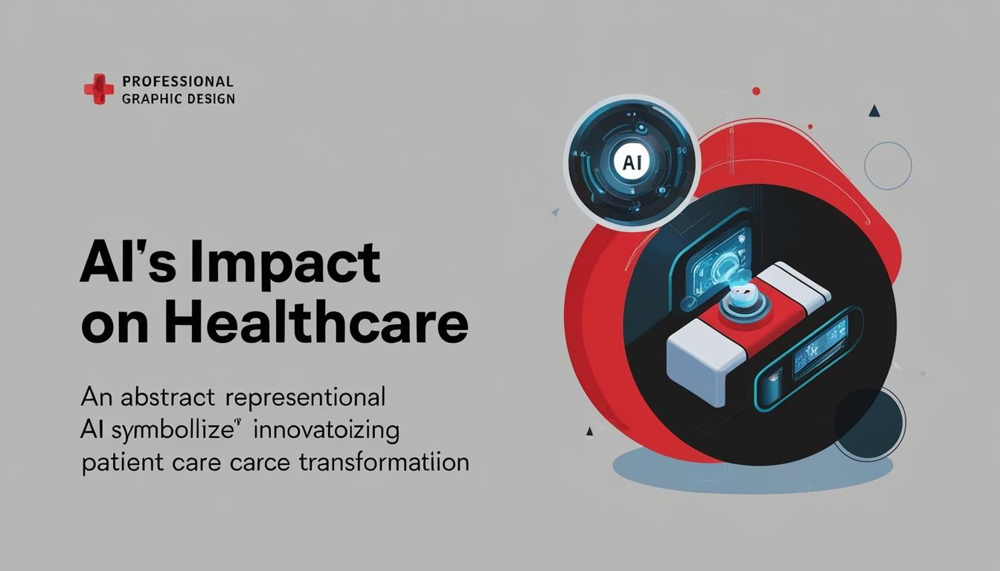 PROFESSIONAL
GRAPHIC DESIGN
AI
AI's Impact
on Healthcare
An abstract representional
AI symbollize" innovatoizing
patient care carce transformatiion